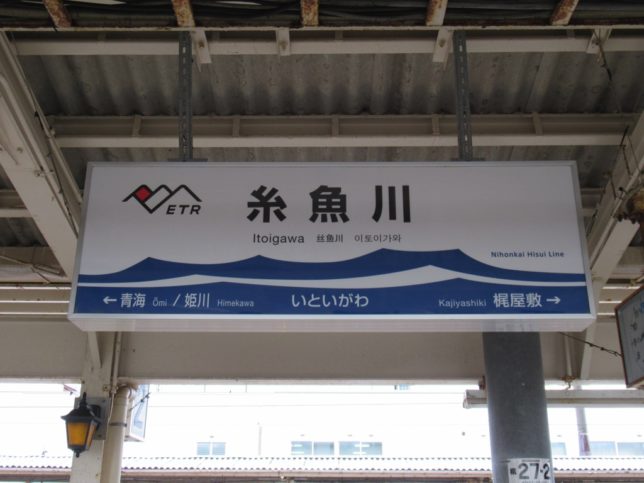 ETR 糸魚川
Itoigawa 丝鱼川 이토이가와
Nihonkai Hisui Line
←青海 Ōmi /姫川 Himekawa いといがわ Kajiyashiki 梶屋敷→
27-2